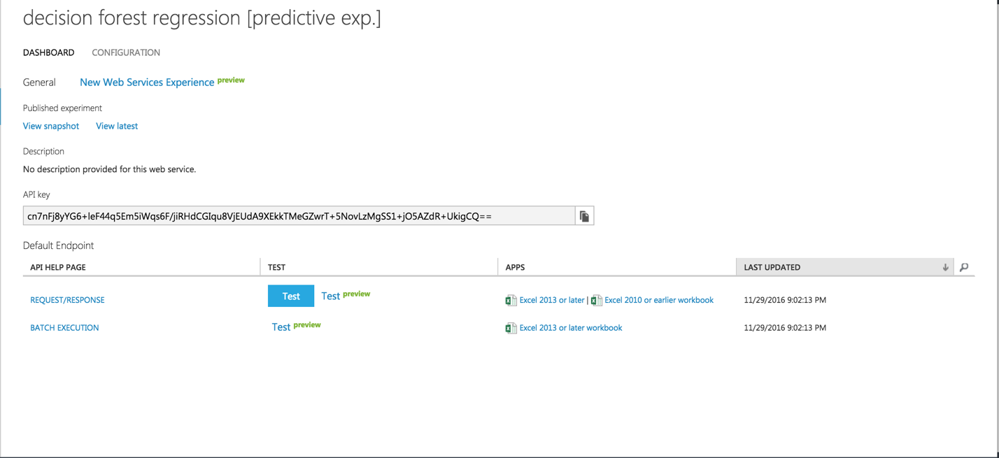 decision forest regression [predictive exp.]
DASHBOARD CONFIGURATION
General New Web Services Experience preview
Published experiment
View snapshot View latest
Description
No description provided for this web service.
API key
cn7nFj8yYG6+leF44q5Em5iWqs6F/jiRHdCGIqu8VjEUdA9XEkkTMeGZwrT+5NovLzMgSS1+jO5AZdR+UkigCQ==
Default Endpoint
API HELP PAGE TEST APPS LAST UPDATED
REQUEST/RESPONSE Test Test preview Excel 2013 or later | Excel 2010 or earlier workbook 11/29/2016 9:02:13 PM
BATCH EXECUTION Test preview Excel 2013 or later workbook 11/29/2016 9:02:13 PM